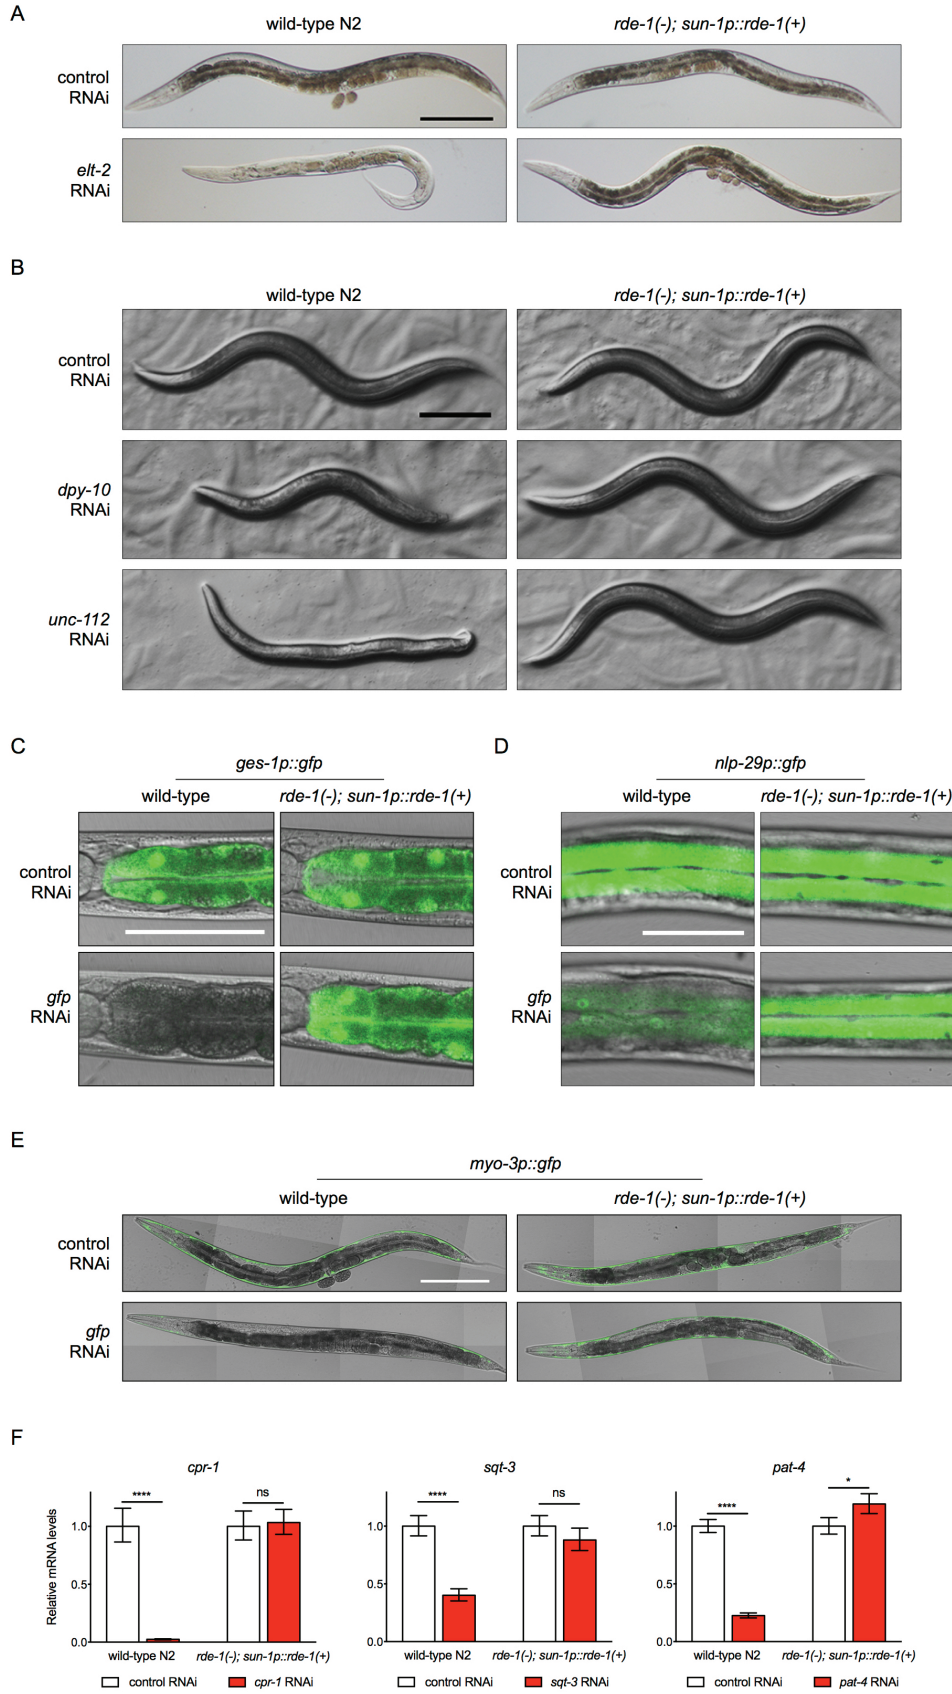 A
wild-type N2
rde-1(-); sun-1p::rde-1(+)
control
RNAi
elt-2
RNAi
B
wild-type N2
rde-1(-); sun-1p::rde-1(+)
control
RNAi
dpy-10
RNAi
unc-112
RNAi
C
ges-1p::gfp
wild-type
rde-1(-); sun-1p::rde-1(+)
control
RNAi
gfp
RNAi
D
nlp-29p::gfp
wild-type
rde-1(-); sun-1p::rde-1(+)
control
RNAi
gfp
RNAi
E
myo-3p::gfp
wild-type
rde-1(-); sun-1p::rde-1(+)
control
RNAi
gfp
RNAi
F
cpr-1
Relative mRNA levels
1.0
0.5
0.0
****
ns
wild-type N2
rde-1(-); sun-1p::rde-1(+)
control RNAi
cpr-1 RNAi
sqt-3
1.0
0.5
0.0
****
ns
wild-type N2
rde-1(-); sun-1p::rde-1(+)
control RNAi
sqt-3 RNAi
pat-4
1.0
0.5
0.0
****
*
wild-type N2
rde-1(-); sun-1p::rde-1(+)
control RNAi
pat-4 RNAi